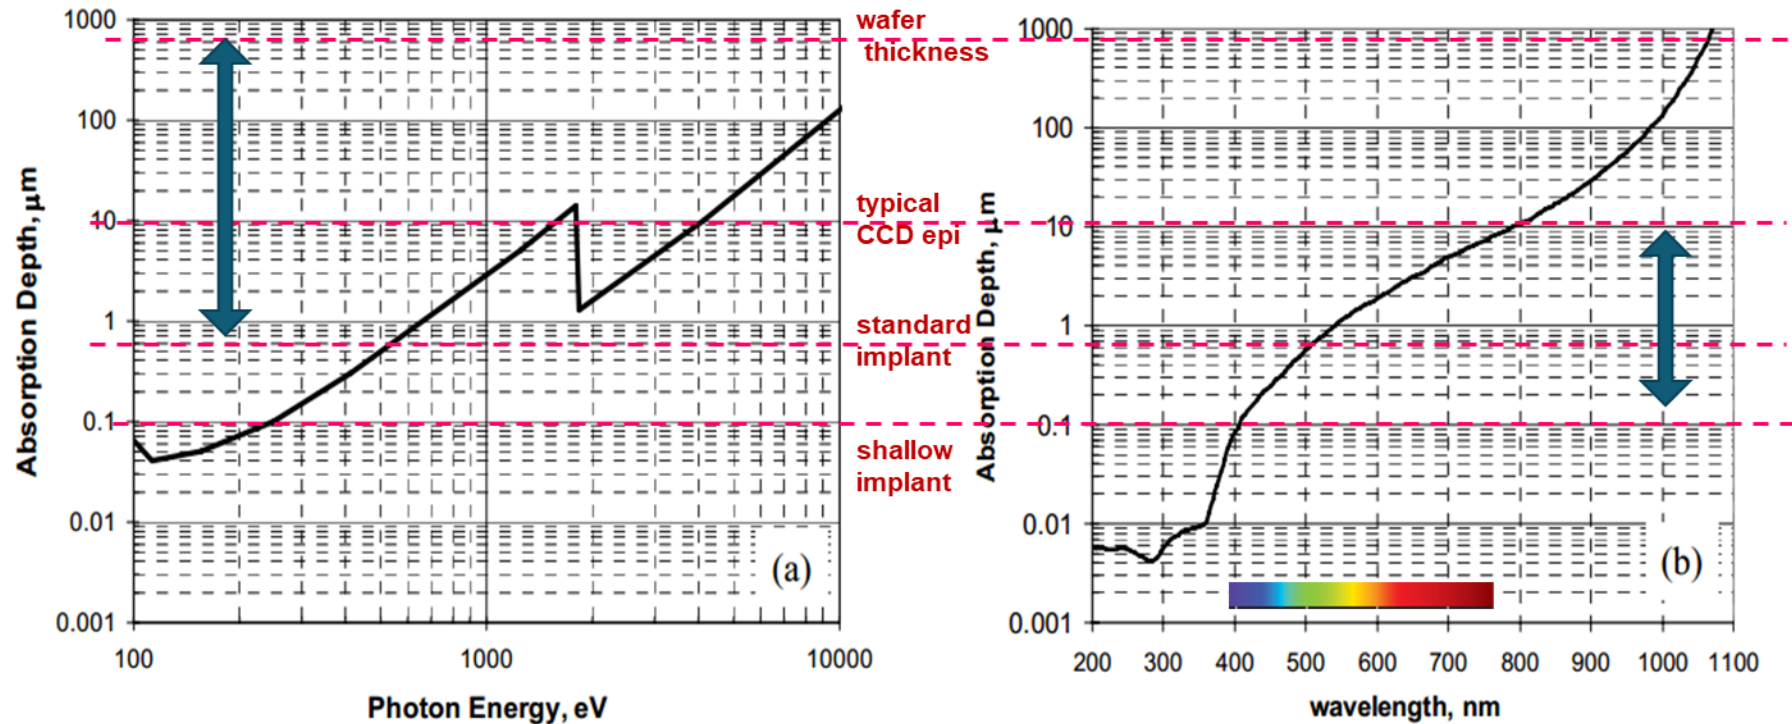 1000
100
10
1
0.1
0.01
0.001
Absorption Depth, μm
100
1000
10000
Photon Energy, eV
(a)
wafer
thickness
typical
CCD epi
standard
implant
shallow
implant
1000
100
10
1
0.1
0.01
0.001
Absorption Depth, μm
200 300 400 500 600 700 800 900 1000 1100
wavelength, nm
(b)